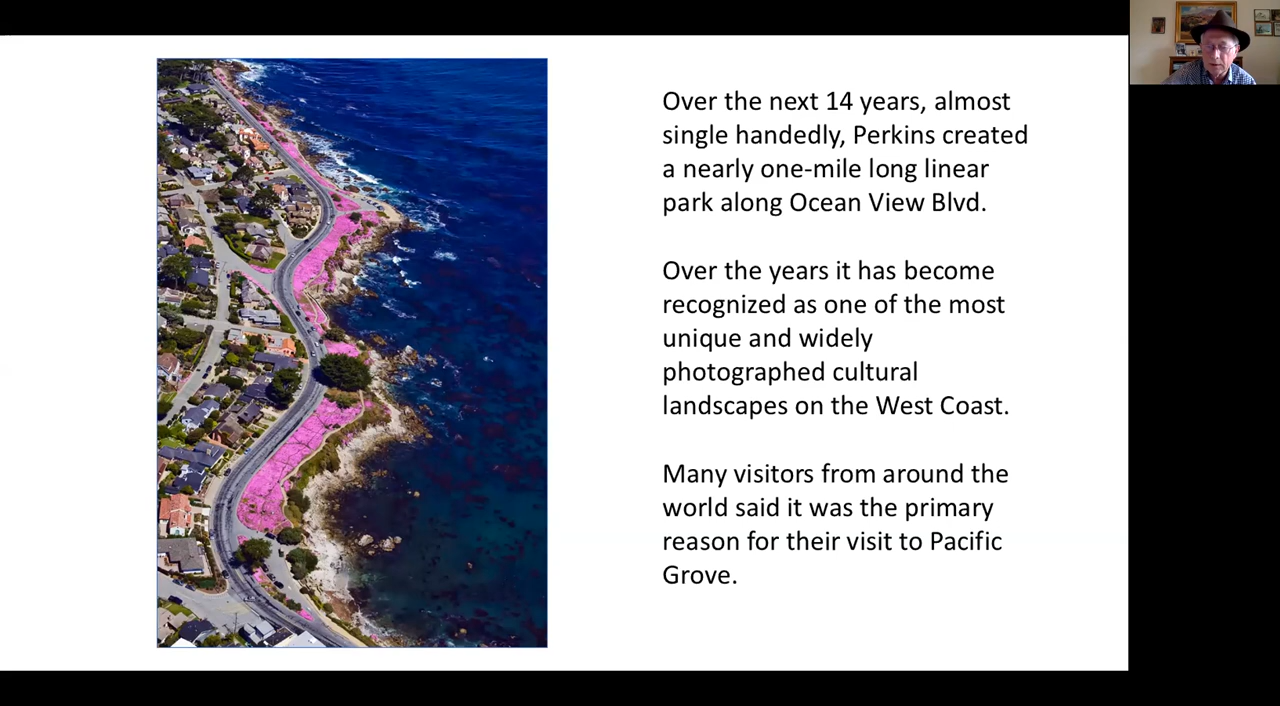 Over the next 14 years, almost
single handedly, Perkins created
a nearly one-mile long linear
park along Ocean View Blvd.
Over the years it has become
recognized as one of the most
unique and widely
photographed cultural
landscapes on the West Coast.
Many visitors from around the
world said it was the primary
reason for their visit to Pacific
Grove.